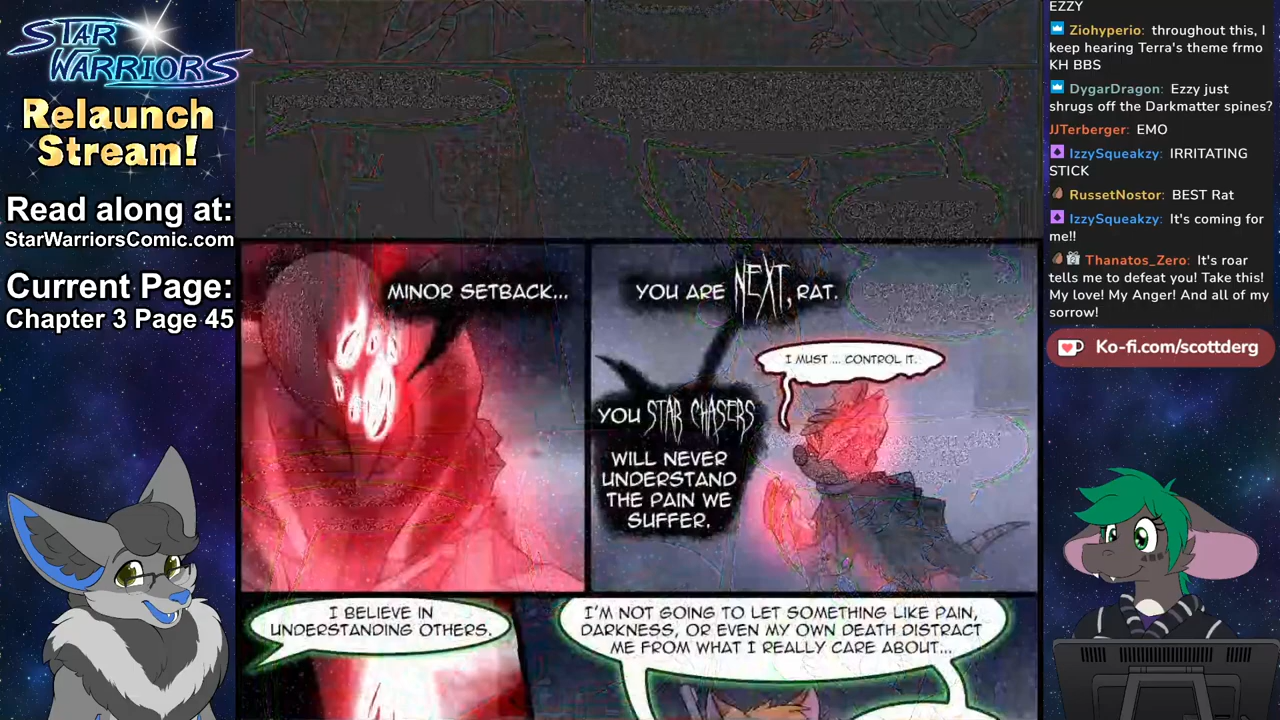 STAR
WARRIORS
Relaunch
Stream!
Read along at:
StarWarriorsComic.com
Current Page:
Chapter 3 Page 45
MINOR SETBACK...
YOU ARE NEXT, RAT.
I MUST ... CONTROL IT.
YOU STAR CHASERS
WILL NEVER
UNDERSTAND
THE PAIN WE
SUFFER.
I BELIEVE IN
UNDERSTANDING OTHERS.
I'M NOT GOING TO LET SOMETHING LIKE PAIN,
DARKNESS, OR EVEN MY OWN DEATH DISTRACT
ME FROM WHAT I REALLY CARE ABOUT...
EZZY
Ziohyperio: throughout this, I
keep hearing Terra's theme frmo
KH BBS
DygarDragon: Ezzy just
shrugs off the Darkmatter spines?
JJTerberger: EMO
IzzySqueakzy: IRRITATING
STICK
RussetNostor: BEST Rat
IzzySqueakzy: It's coming for
me!!
Thanatos_Zero: It's roar
tells me to defeat you! Take this!
My love! My Anger! And all of my
sorrow!
Ko-fi.com/scottderg